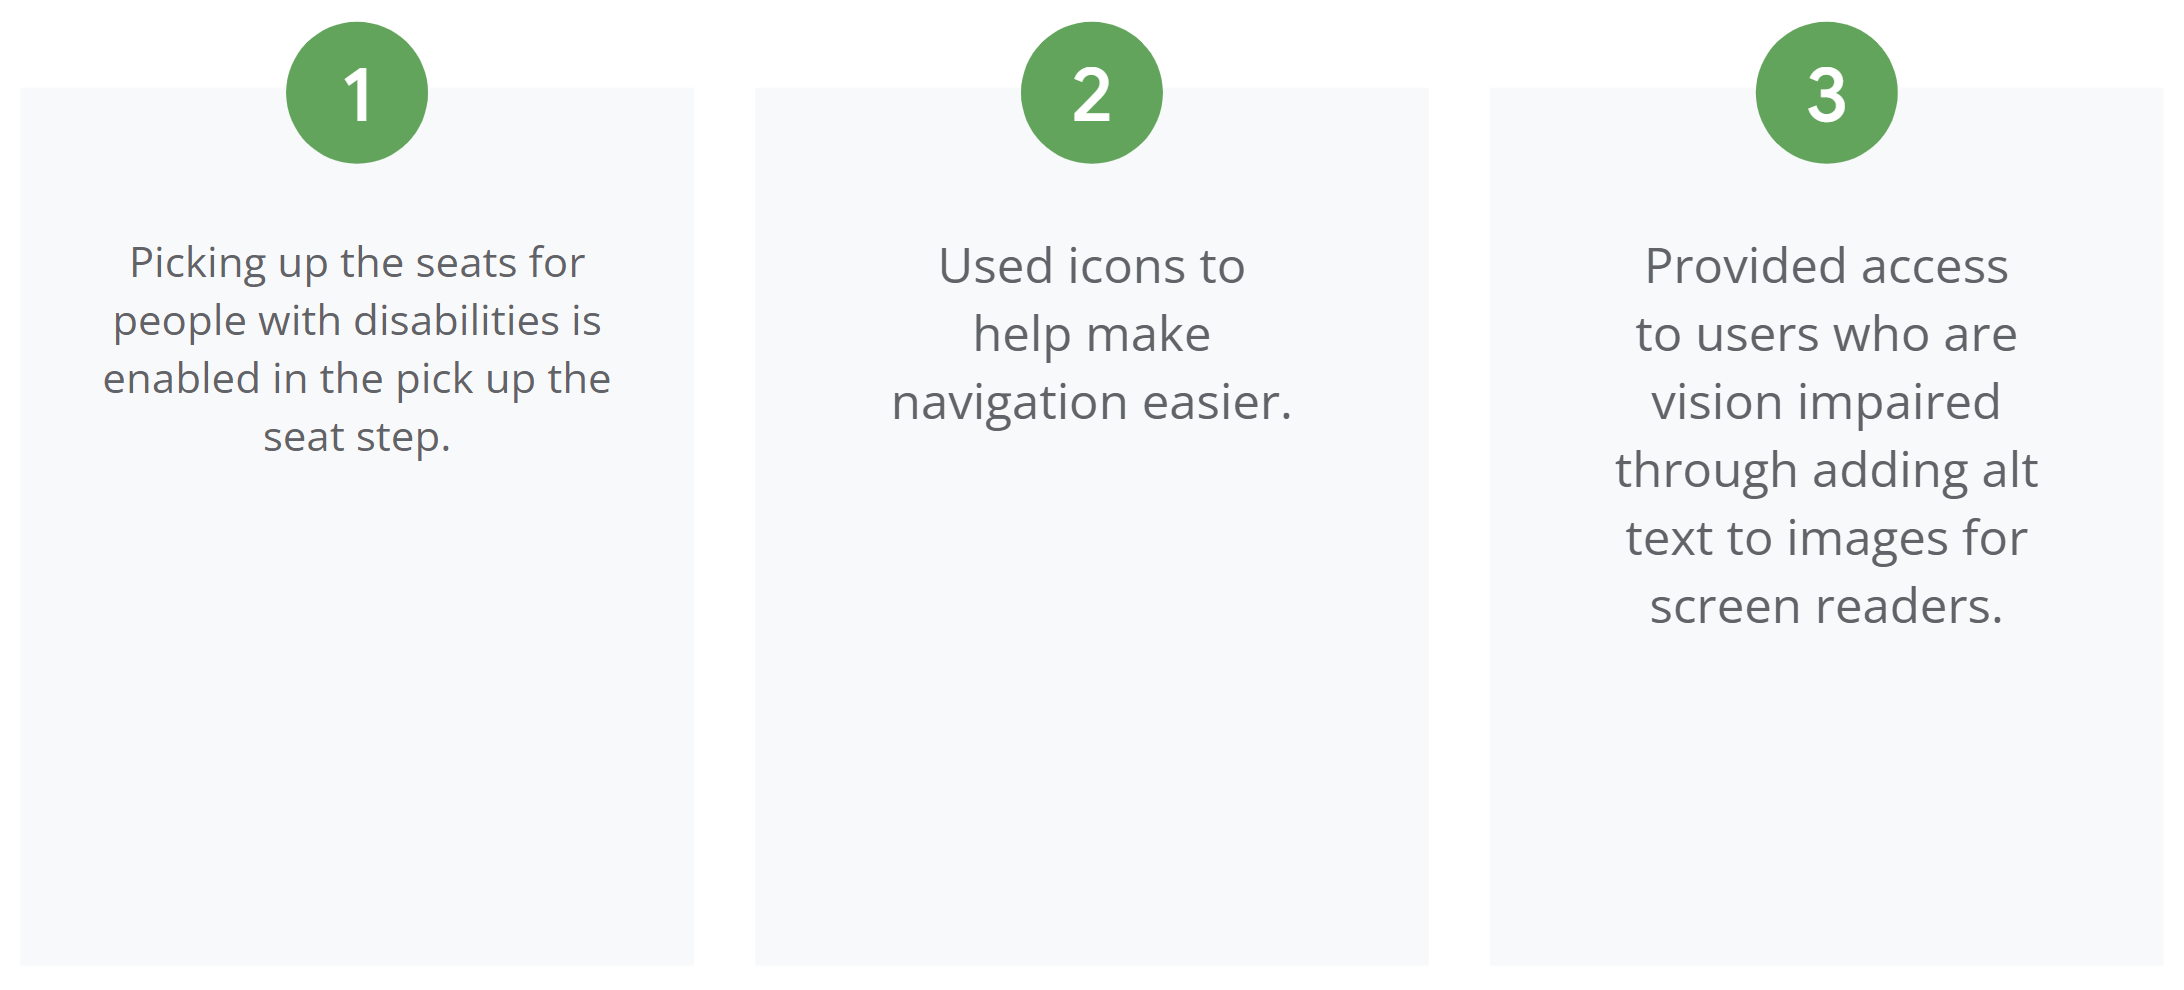 1
Picking up the seats for
people with disabilities is
enabled in the pick up the
seat step.
2
Used icons to
help make
navigation easier.
3
Provided access
to users who are
vision impaired
through adding alt
text to images for
screen readers.